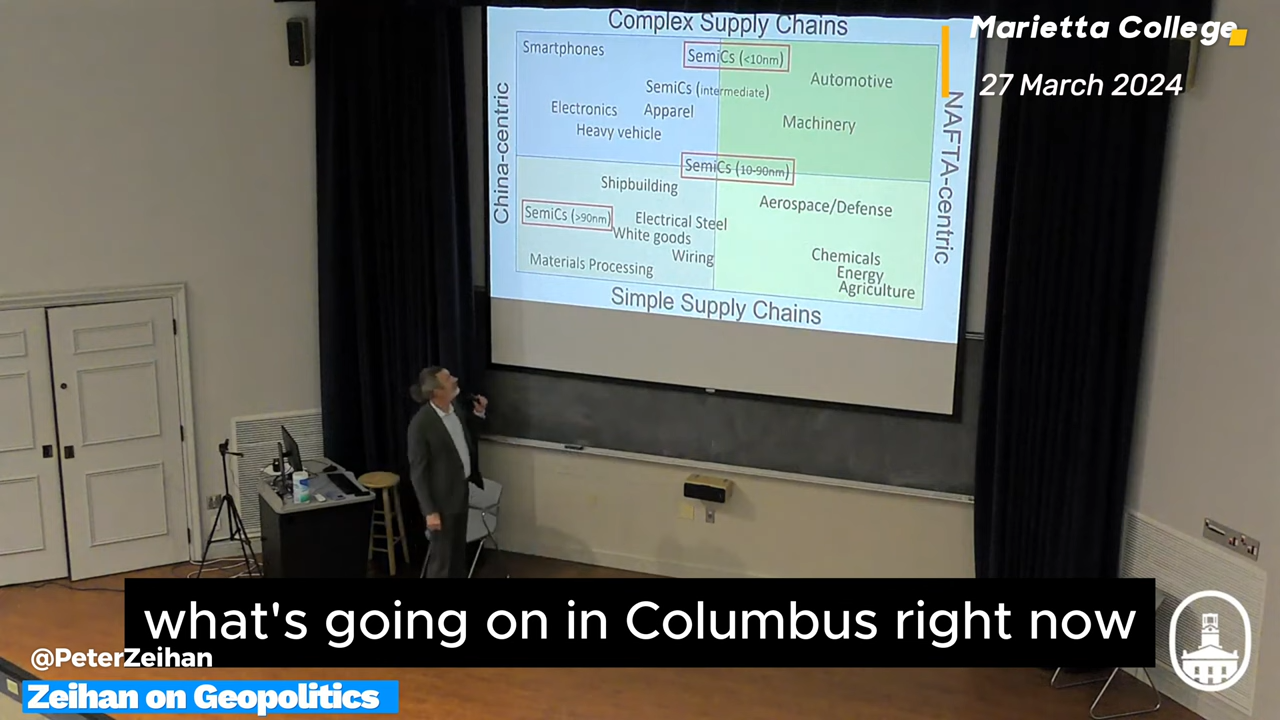 Complex Supply Chains
Marietta College
27 March 2024
Smartphones
SemiCs (<10nm)
Automotive
SemiCs (intermediate)
Electronics
Apparel
Machinery
Heavy vehicle
China-centric
NAFTA-centric
SemiCs (10-90nm)
Shipbuilding
Aerospace/Defense
SemiCs (>90nm)
Electrical Steel
White goods
Wiring
Chemicals
Energy
Materials Processing
Agriculture
Simple Supply Chains
what's going on in Columbus right now
@PeterZeihan
Zeihan on Geopolitics